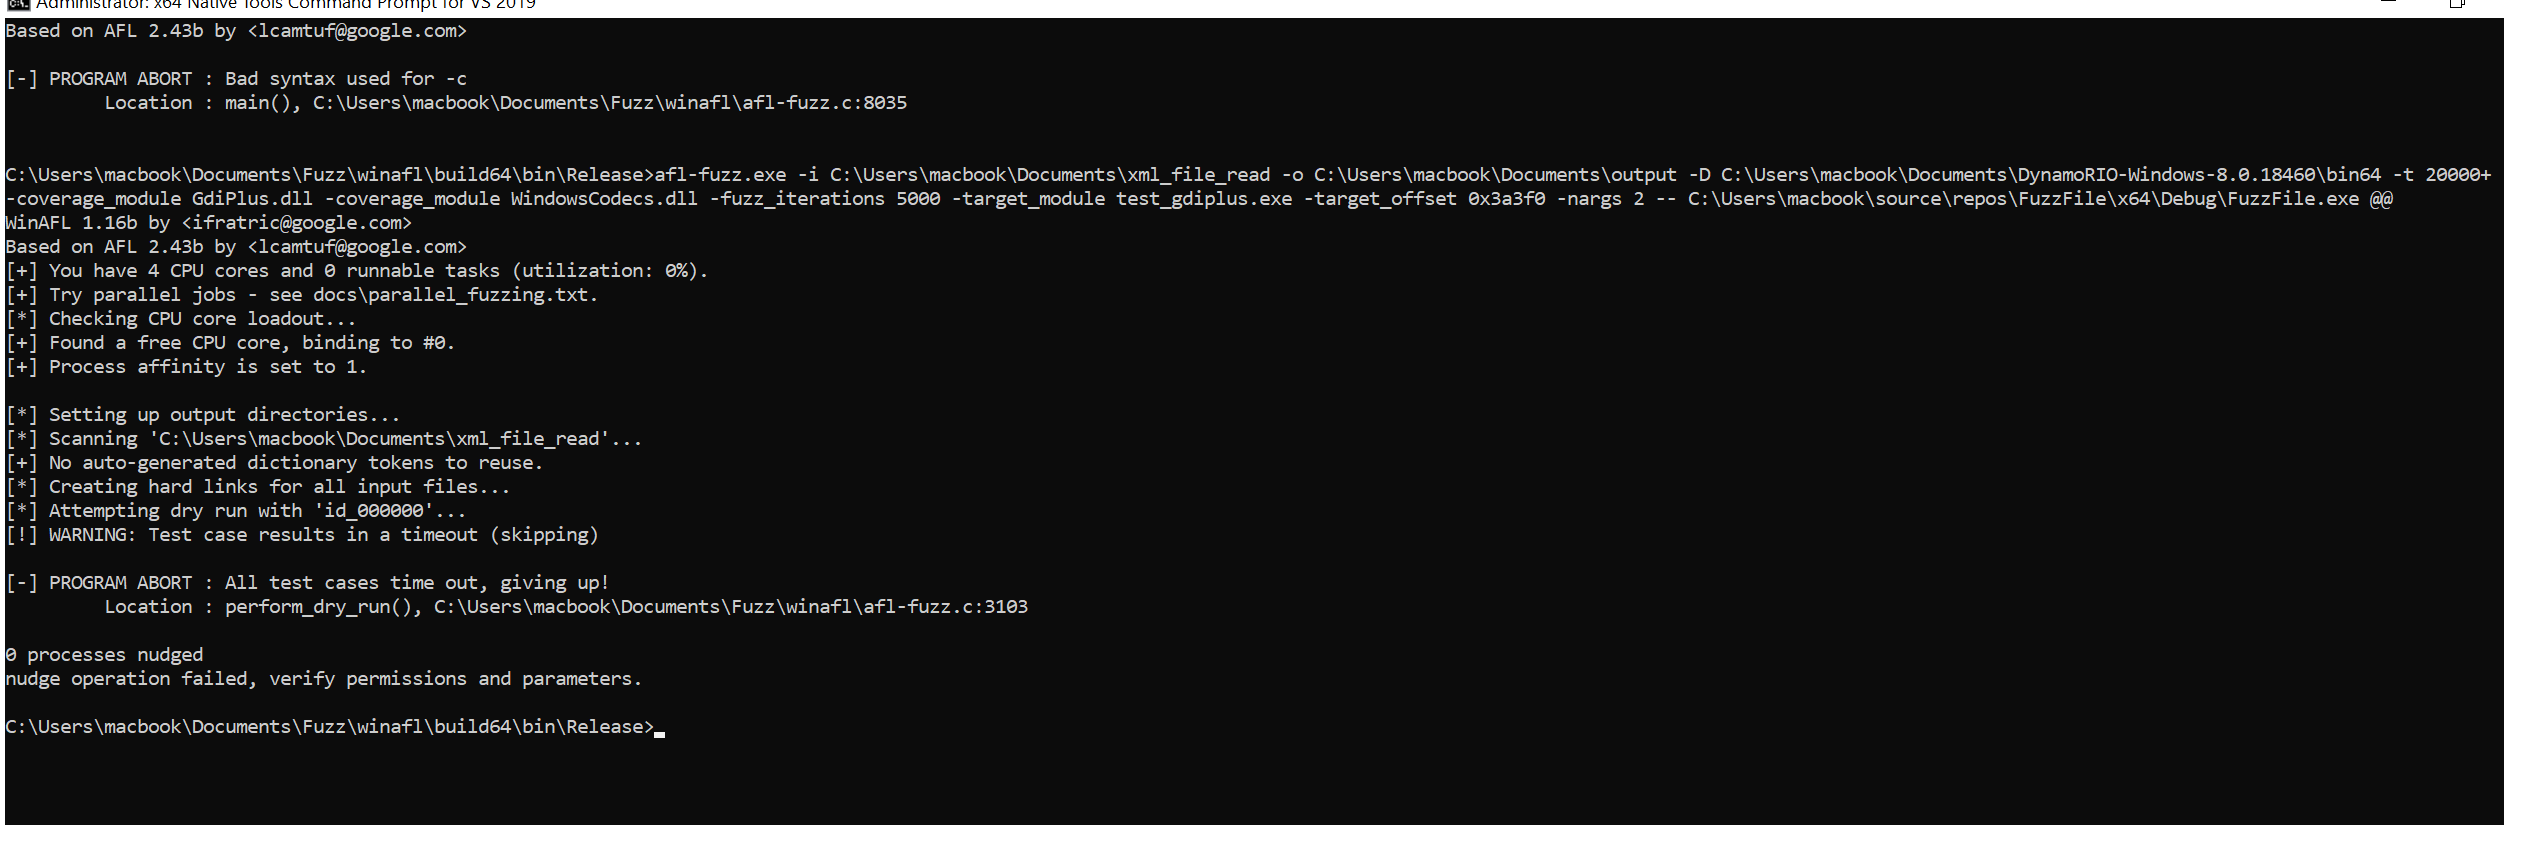 Administrator: x64 Native Tools Command Prompt for VS 2019
Based on AFL 2.43b by <lcamtuf@google.com>
[-] PROGRAM ABORT : Bad syntax used for -c
Location : main(), C:\Users\macbook\Documents\Fuzz\winafl\afl-fuzz.c:8035
C:\Users\macbook\Documents\Fuzz\winafl\build64\bin\Release>afl-fuzz.exe -i C:\Users\macbook\Documents\xml_file_read -o C:\Users\macbook\Documents\output -D C:\Users\macbook\Documents\DynamoRIO-Windows-8.0.18460\bin64 -t 20000+
-coverage_module GdiPlus.dll -coverage_module WindowsCodecs.dll -fuzz_iterations 5000 -target_module test_gdiplus.exe -target_offset 0x3a3f0 -nargs 2 -- C:\Users\macbook\source\repos\FuzzFile\x64\Debug\FuzzFile.exe @@
WinAFL 1.16b by <ifratric@google.com>
Based on AFL 2.43b by <lcamtuf@google.com>
[+] You have 4 CPU cores and 0 runnable tasks (utilization: 0%).
[+] Try parallel jobs - see docs\parallel_fuzzing.txt.
[*] Checking CPU core loadout...
[+] Found a free CPU core, binding to #0.
[+] Process affinity is set to 1.
[*] Setting up output directories...
[*] Scanning 'C:\Users\macbook\Documents\xml_file_read'...
[+] No auto-generated dictionary tokens to reuse.
[*] Creating hard links for all input files...
[*] Attempting dry run with 'id_000000'...
[!] WARNING: Test case results in a timeout (skipping)
[-] PROGRAM ABORT : All test cases time out, giving up!
Location : perform_dry_run(), C:\Users\macbook\Documents\Fuzz\winafl\afl-fuzz.c:3103
0 processes nudged
nudge operation failed, verify permissions and parameters.
C:\Users\macbook\Documents\Fuzz\winafl\build64\bin\Release>